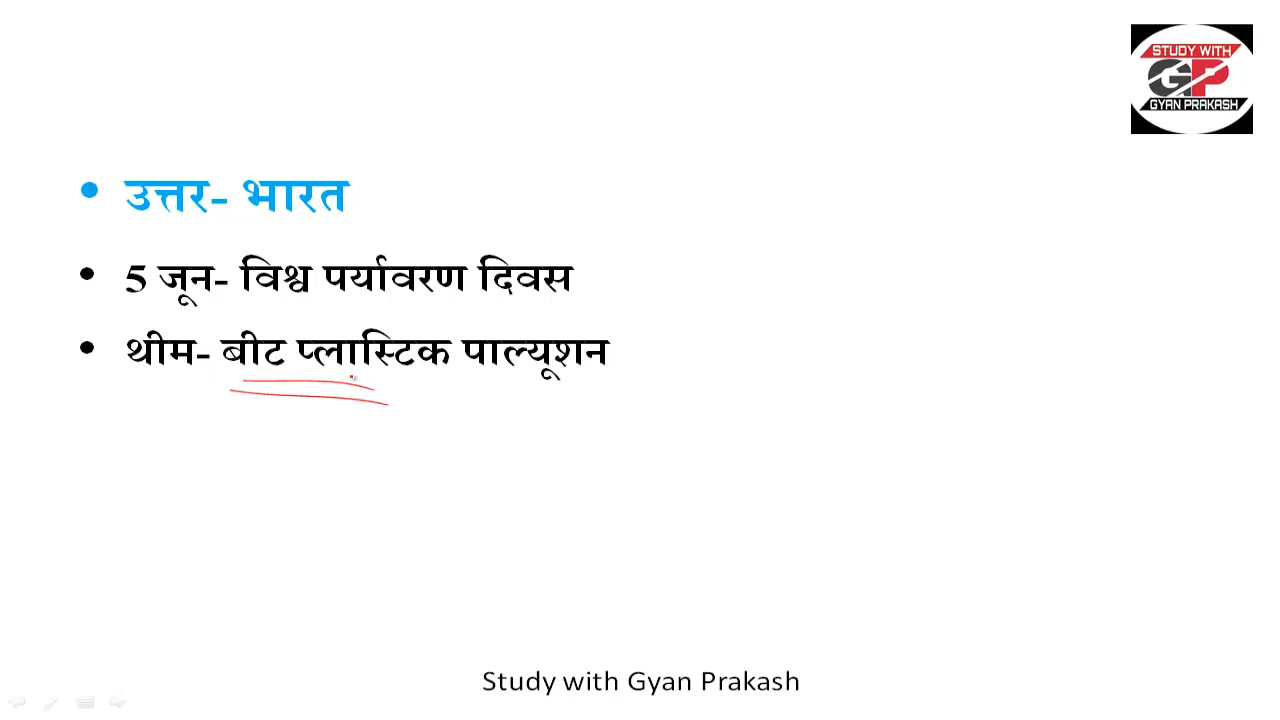 STUDY WITH
GP
GYAN PRAKASH
• उत्तर- भारत
• 5 जून- विश्व पर्यावरण दिवस
• थीम- बीट प्लास्टिक पाल्यूशन
Study with Gyan Prakash